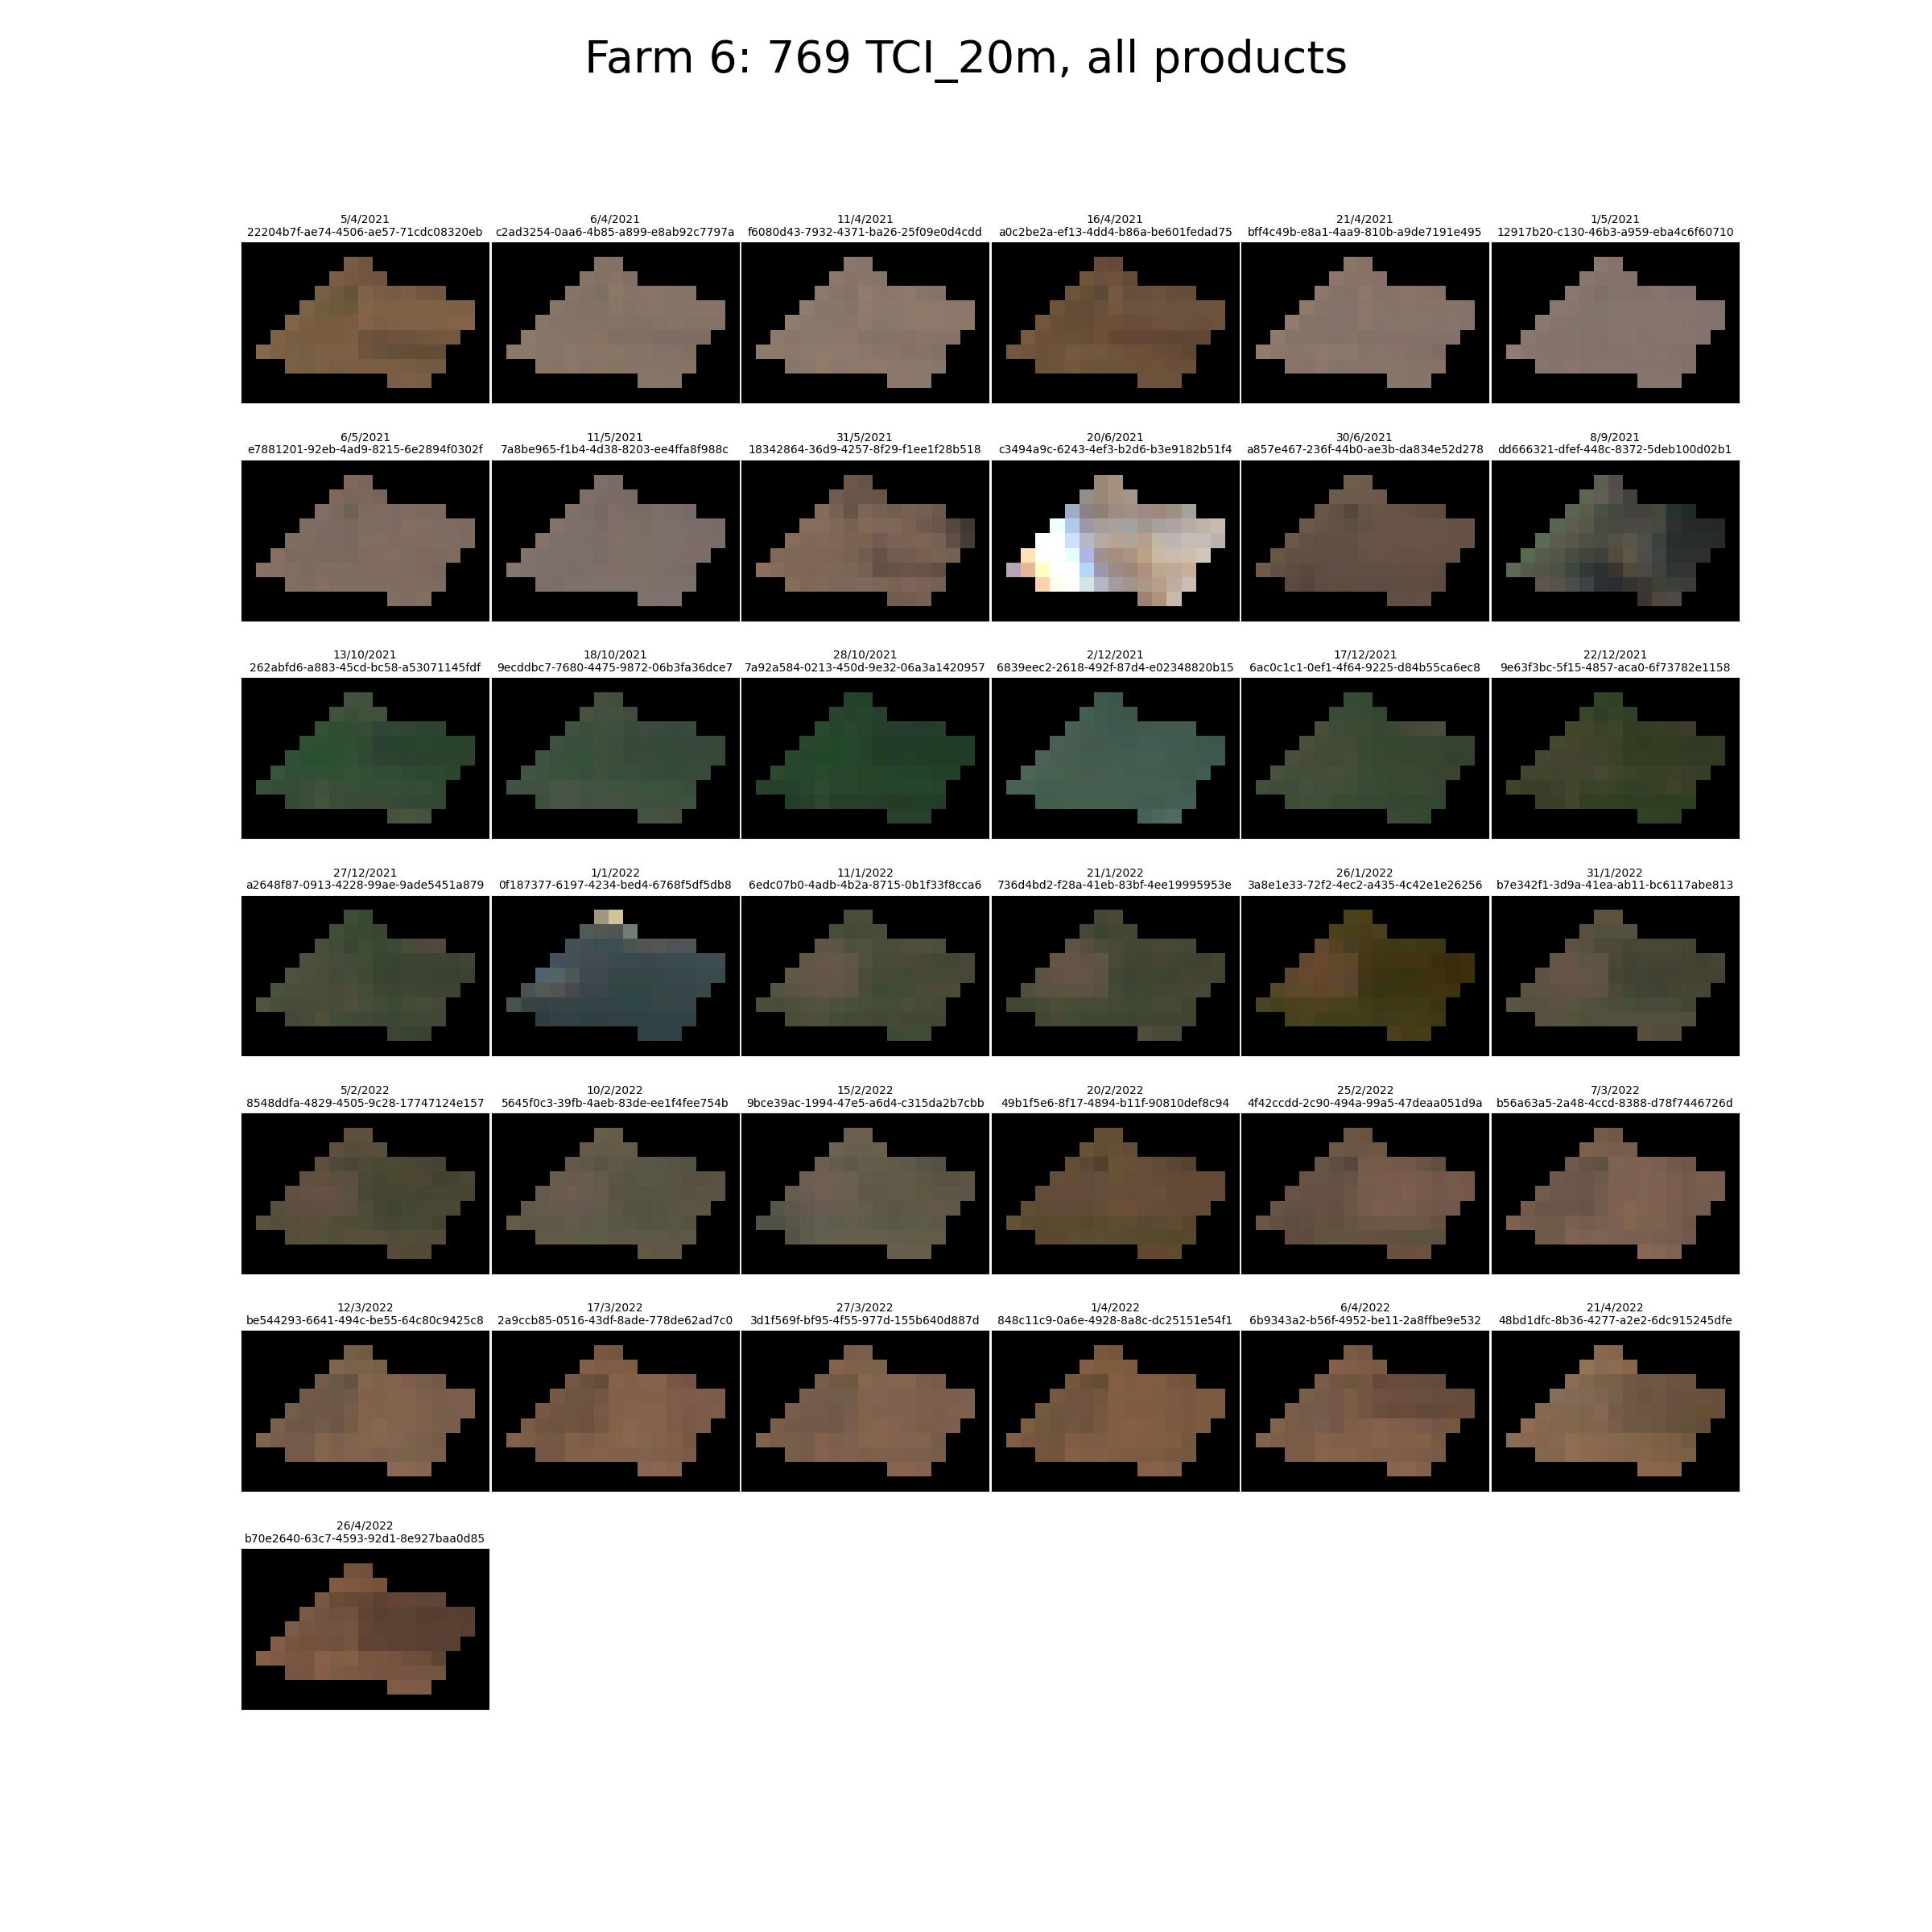 Farm 6: 769 TCI_20m, all products
5/4/2021
22204b7f-ae74-4506-ae57-71cdc08320eb
6/4/2021
c2ad3254-0aa6-4b85-a899-e8ab92c7797a
11/4/2021
f6080d43-7932-4371-ba26-25f09e0d4cdd
16/4/2021
a0c2be2a-ef13-4dd4-b86a-be601fedad75
21/4/2021
bff4c49b-e8a1-4aa9-810b-a9de7191e495
1/5/2021
12917b20-c130-46b3-a959-eba4c6f60710
6/5/2021
e7881201-92eb-4ad9-8215-6e2894f0302f
11/5/2021
7a8be965-f1b4-4d38-8203-ee4ffa8f988c
31/5/2021
18342864-36d9-4257-8f29-f1ee1f28b518
20/6/2021
c3494a9c-6243-4ef3-b2d6-b3e9182b51f4
30/6/2021
a857e467-236f-44b0-ae3b-da834e52d278
8/9/2021
dd666321-dfef-448c-8372-5deb100d02b1
13/10/2021
262abfd6-a883-45cd-bc58-a53071145fdf
18/10/2021
9ecddbc7-7680-4475-9872-06b3fa36dce7
28/10/2021
7a92a584-0213-450d-9e32-06a3a1420957
2/12/2021
6839eec2-2618-492f-87d4-e02348820b15
17/12/2021
6ac0c1c1-0ef1-4f64-9225-d84b55ca6ec8
22/12/2021
9e63f3bc-5f15-4857-aca0-6f73782e1158
27/12/2021
a2648f87-0913-4228-99ae-9ade5451a879
1/1/2022
0f187377-6197-4234-bed4-6768f5df5db8
11/1/2022
6edc07b0-4adb-4b2a-8715-0b1f33f8cca6
21/1/2022
736d4bd2-f28a-41eb-83bf-4ee19995953e
26/1/2022
3a8e1e33-72f2-4ec2-a435-4c42e1e26256
31/1/2022
b7e342f1-3d9a-41ea-ab11-bc6117abe813
5/2/2022
8548ddfa-4829-4505-9c28-17747124e157
10/2/2022
5645f0c3-39fb-4aeb-83de-ee1f4fee754b
15/2/2022
9bce39ac-1994-47e5-a6d4-c315da2b7cbb
20/2/2022
49b1f5e6-8f17-4894-b11f-90810def8c94
25/2/2022
4f42ccdd-2c90-494a-99a5-47deaa051d9a
7/3/2022
b56a63a5-2a48-4ccd-8388-d78f7446726d
12/3/2022
be544293-6641-494c-be55-64c80c9425c8
17/3/2022
2a9ccb85-0516-43df-8ade-778de62ad7c0
27/3/2022
3d1f569f-bf95-4f55-977d-155b640d887d
1/4/2022
848c11c9-0a6e-4928-8a8c-dc25151e54f1
6/4/2022
6b9343a2-b56f-4952-be11-2a8ffbe9e532
21/4/2022
48bd1dfc-8b36-4277-a2e2-6dc915245dfe
26/4/2022
b70e2640-63c7-4593-92d1-8e927baa0d85